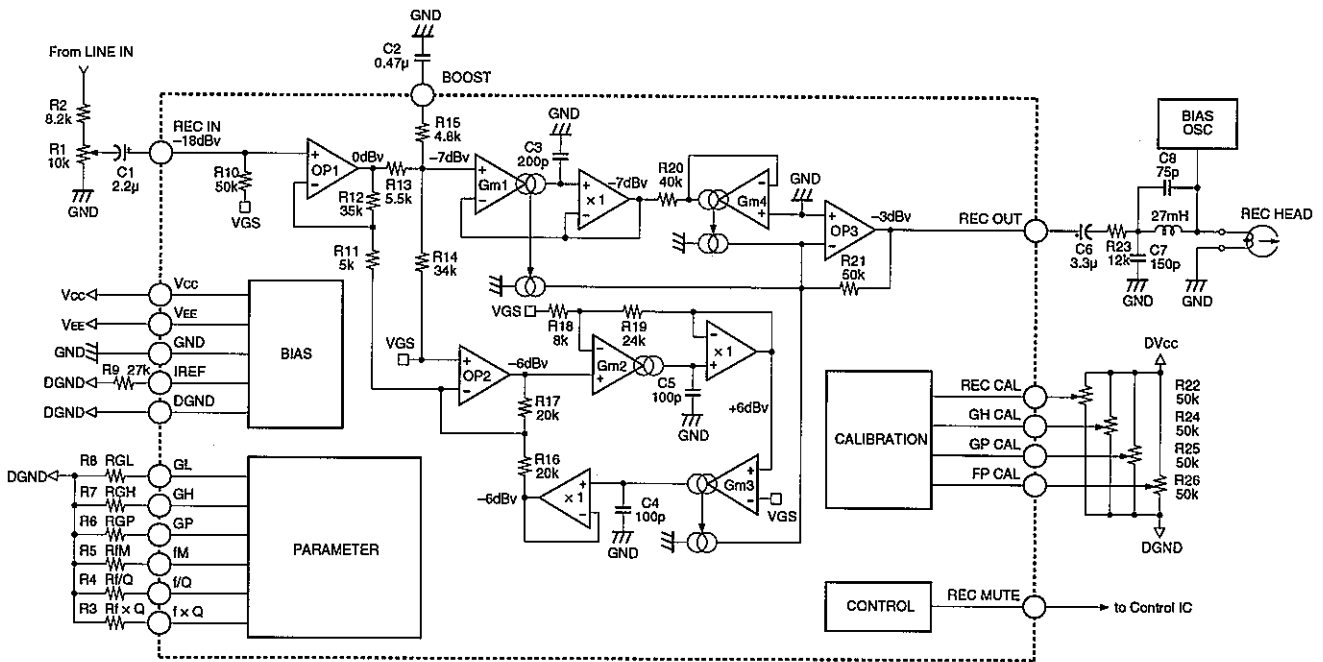 GND
C2
0.47µ
BOOST
From LINE IN
R2
8.2k
R1
10k
GND
C1
2.2µ
REC IN
–18dBv
R10
50k
VGS
+
–
OP1
0dBv
R12
35k
R13
5.5k
R11
5k
R15
4.8k
–7dBv
R14
34k
+
–
Gm1
GND
C3
200p
+
×1
–
–7dBv
R20
40k
–
+
Gm4
GND
+
–
OP3
–3dBv
R21
50k
REC OUT
C6
3.3µ
R23
12k
C7
150p
GND
C8
75p
27mH
BIAS
OSC
REC HEAD
GND
VGS
R18
8k
R19
24k
VGS
+
–
OP2
–6dBv
–
+
Gm2
C5
100p
GND
–
+
×1
+6dBv
R17
20k
R16
20k
–6dBv
+
×1
–
C4
100p
GND
+
–
Gm3
VGS
Vcc
VEE
GND
R9 27k
DGND
DGND
VCC
VEE
GND
IREF
DGND
BIAS
DGND
R8 RGL
R7 RGH
R6 RGP
R5 RfM
R4 Rf/Q
R3 Rf×Q
GL
GH
GP
fM
f/Q
f×Q
PARAMETER
CALIBRATION
REC CAL
GH CAL
GP CAL
FP CAL
DVcc
R22
50k
R24
50k
R25
50k
R26
50k
DGND
CONTROL
REC MUTE
to Control IC